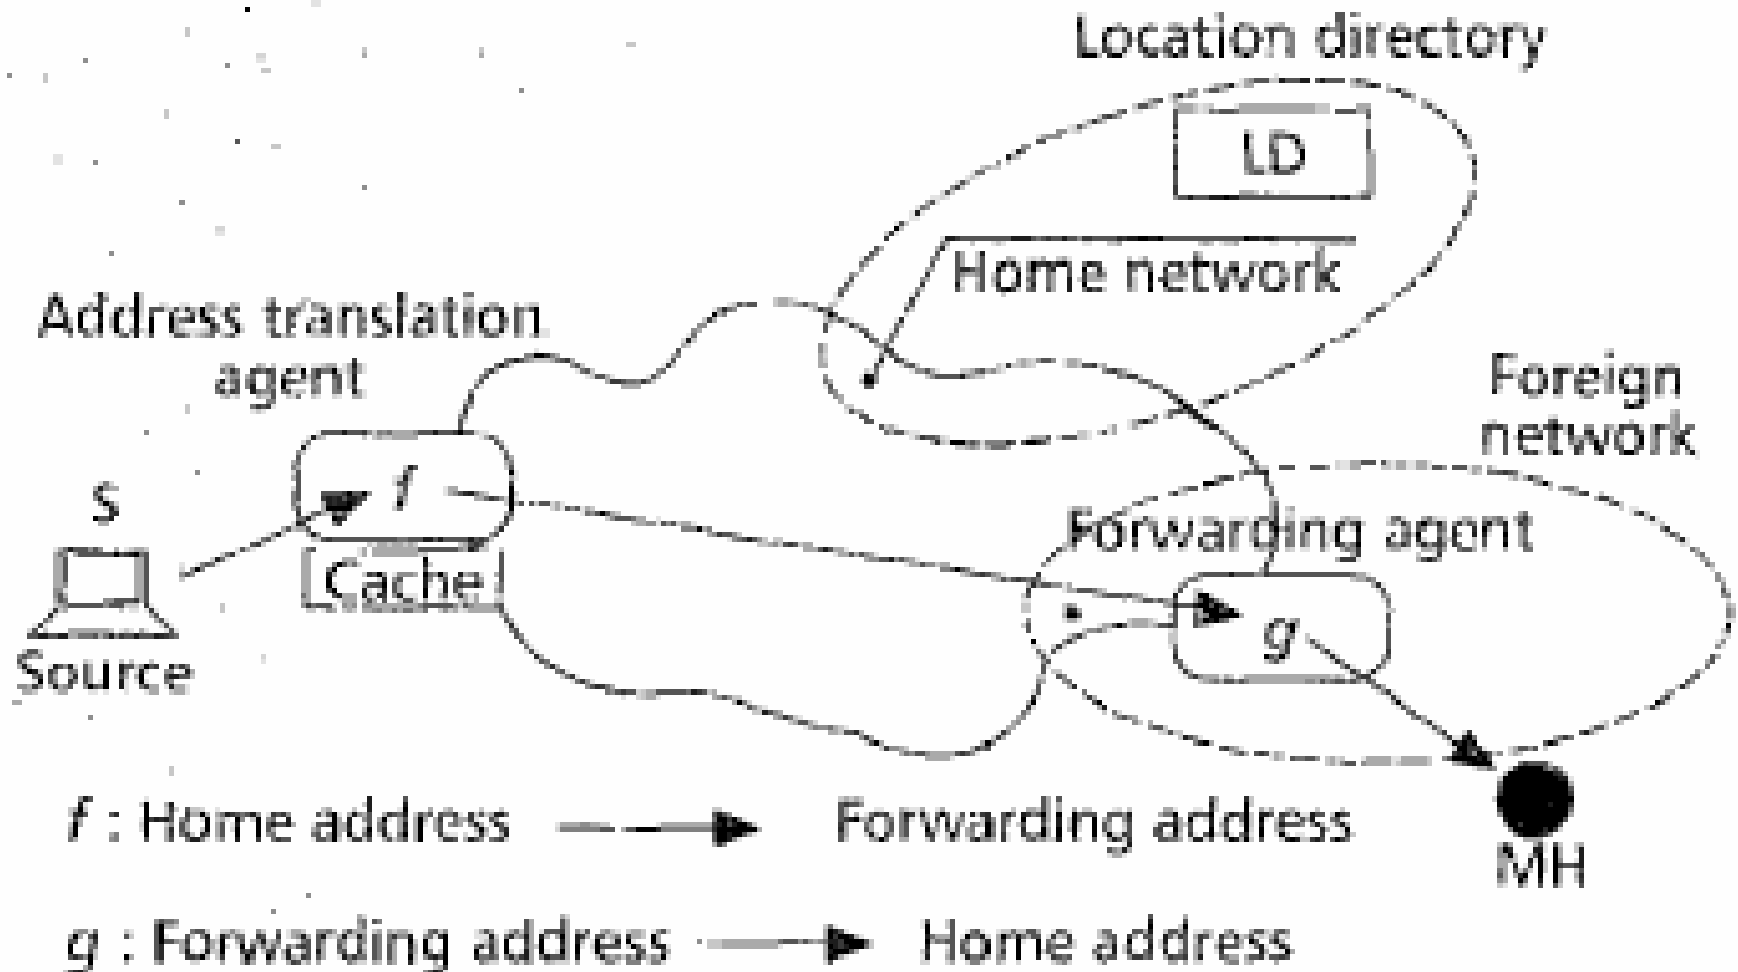 Location directory
LD
Home network
Address translation
agent
Foreign
network
S
f
Forwarding agent
Cache
g
Source
f : Home address Forwarding address
MH
g : Forwarding address Home address